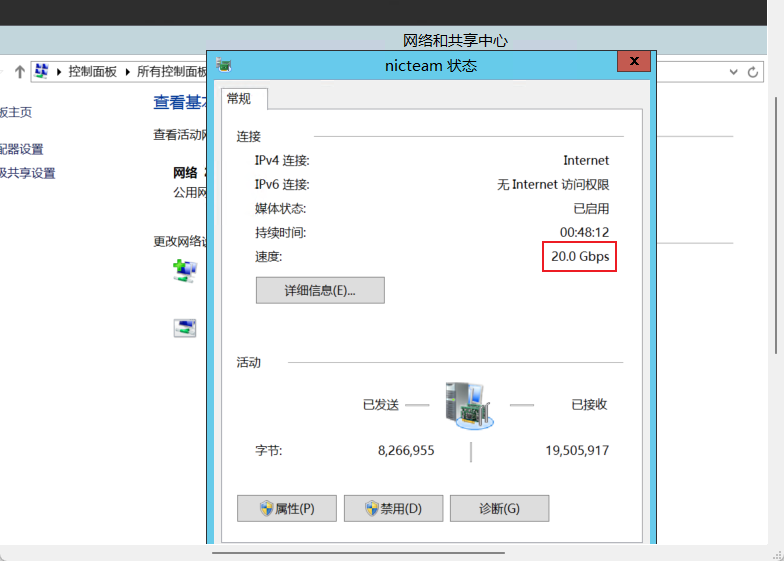 网络和共享中心
控制面板 所有控制面板
nicteam 状态
x
常规
板主页
查看基本
查看活动网
配器设置
级共享设置
网络
公用网
更改网络设
连接
IPv4 连接: Internet
IPv6 连接: 无 Internet 访问权限
媒体状态: 已启用
持续时间: 00:48:12
速度: 20.0 Gbps
详细信息(E)...
活动
已发送 已接收
字节: 8,266,955 19,505,917
属性(P) 禁用(D) 诊断(G)